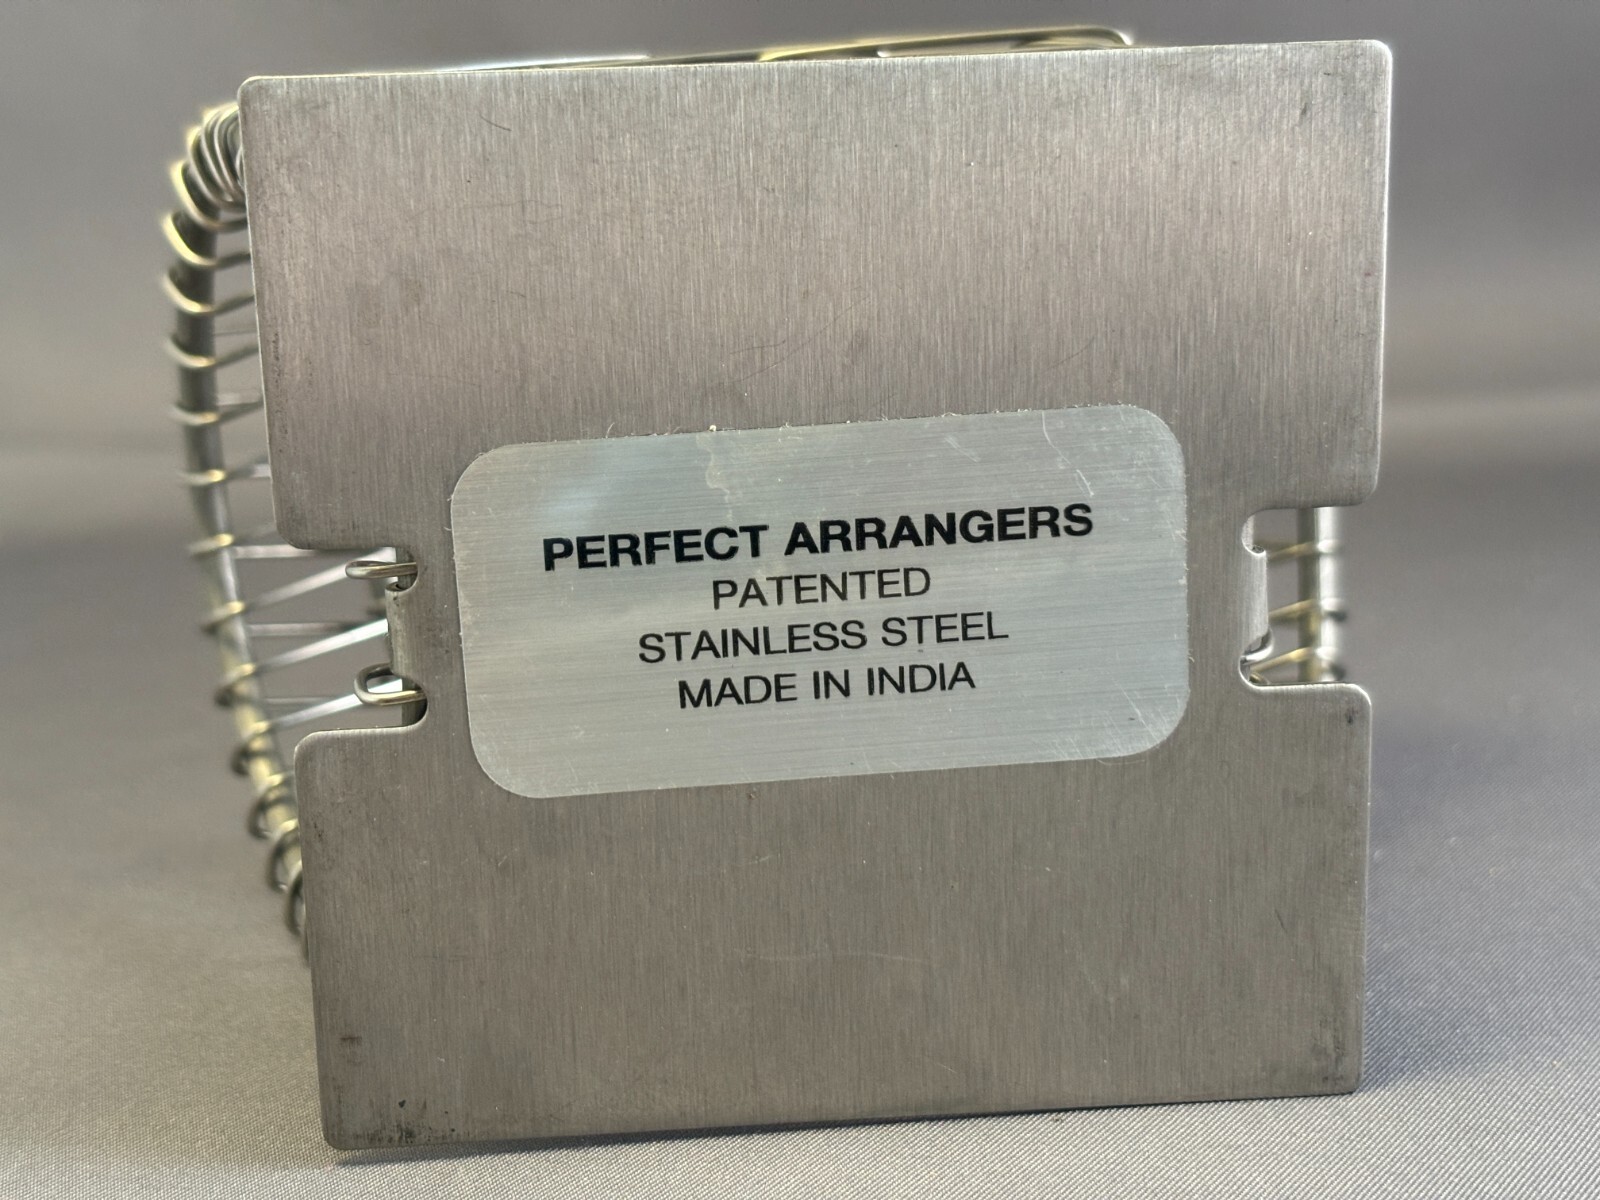 PERFECT ARRANGERS
PATENTED
STAINLESS STEEL
MADE IN INDIA